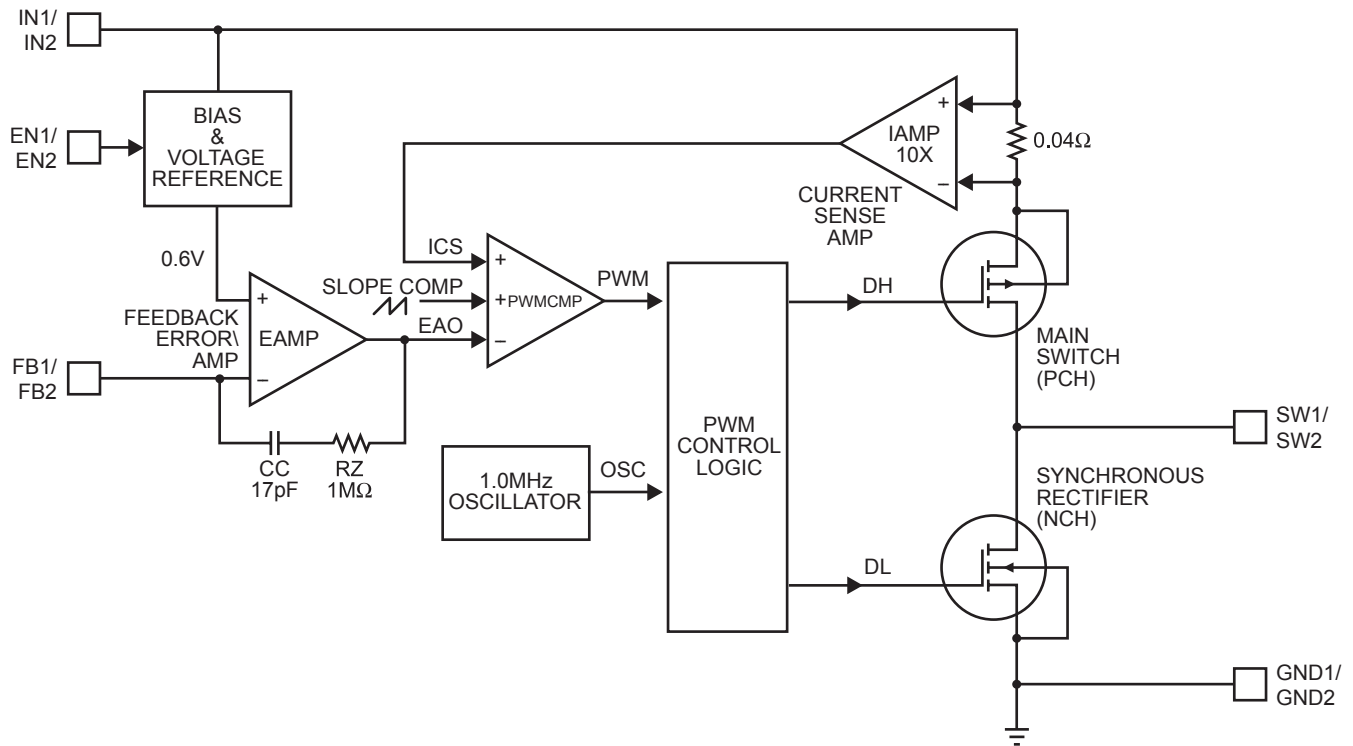 IN1/
IN2
BIAS
&
VOLTAGE
REFERENCE
EN1/
EN2
+
IAMP
10X
−
0.04Ω
CURRENT
SENSE
AMP
0.6V
ICS
+
SLOPE COMP
+
PWMCMP
PWM
EAO
−
FEEDBACK
ERROR\
AMP
+
EAMP
−
FB1/
FB2
CC
17pF
RZ
1MΩ
1.0MHz
OSCILLATOR
OSC
PWM
CONTROL
LOGIC
DH
MAIN
SWITCH
(PCH)
SW1/
SW2
SYNCHRONOUS
RECTIFIER
(NCH)
DL
GND1/
GND2